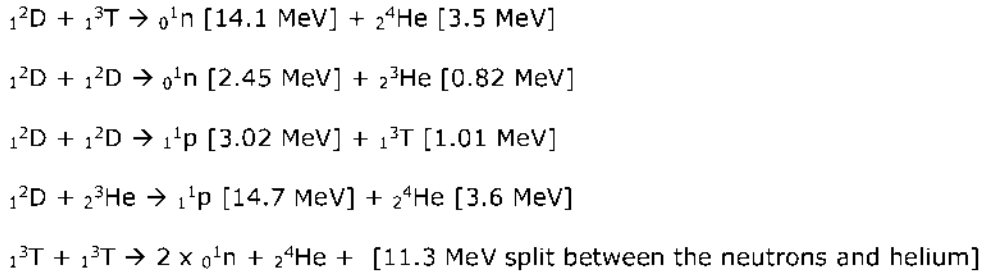 ₁²D + ₁³T → ₀¹n [14.1 MeV] + ₂⁴He [3.5 MeV]
₁²D + ₁²D → ₀¹n [2.45 MeV] + ₂³He [0.82 MeV]
₁²D + ₁²D → ₁¹p [3.02 MeV] + ₁³T [1.01 MeV]
₁²D + ₂³He → ₁¹p [14.7 MeV] + ₂⁴He [3.6 MeV]
₁³T + ₁³T → 2 x ₀¹n + ₂⁴He + [11.3 MeV split between the neutrons and helium]